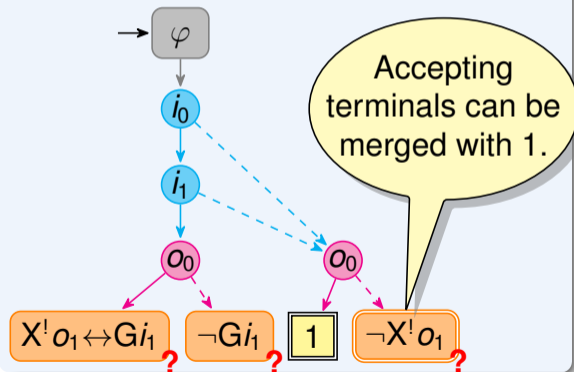 φ
Accepting
terminals can be
merged with 1.
i₀
i₁
o₀
o₀
X!o₁↔Gi₁
?
¬Gi₁
?
1
¬X!o₁
?